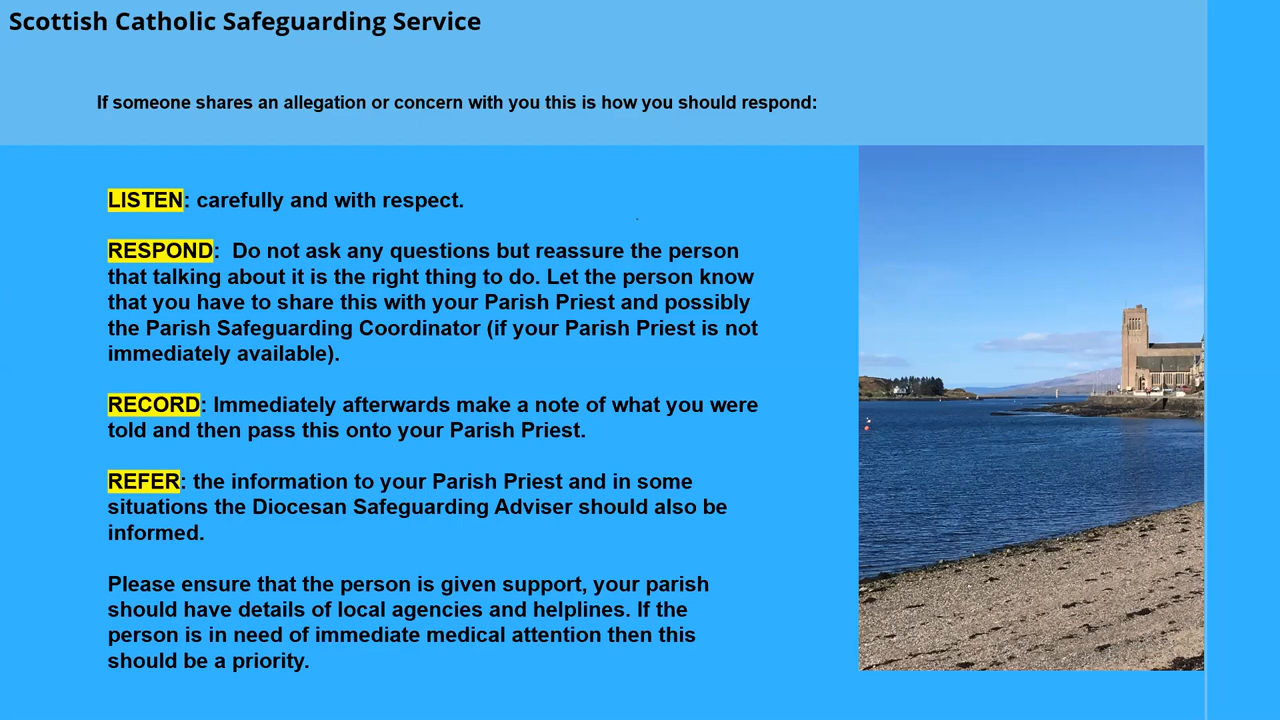 Scottish Catholic Safeguarding Service
If someone shares an allegation or concern with you this is how you should respond:
LISTEN: carefully and with respect.
RESPOND:  Do not ask any questions but reassure the person
that talking about it is the right thing to do. Let the person know
that you have to share this with your Parish Priest and possibly
the Parish Safeguarding Coordinator (if your Parish Priest is not
immediately available).
RECORD: Immediately afterwards make a note of what you were
told and then pass this onto your Parish Priest.
REFER: the information to your Parish Priest and in some
situations the Diocesan Safeguarding Adviser should also be
informed.
Please ensure that the person is given support, your parish
should have details of local agencies and helplines. If the
person is in need of immediate medical attention then this
should be a priority.